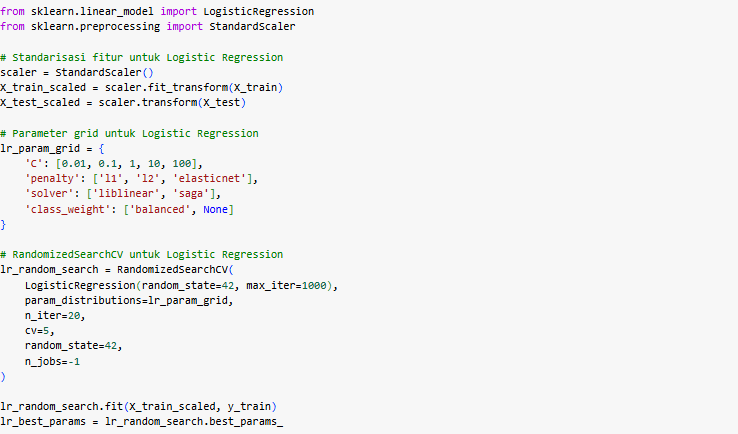 from sklearn.linear_model import LogisticRegression
from sklearn.preprocessing import StandardScaler

# Standarisasi fitur untuk Logistic Regression
scaler = StandardScaler()
X_train_scaled = scaler.fit_transform(X_train)
X_test_scaled = scaler.transform(X_test)

# Parameter grid untuk Logistic Regression
lr_param_grid = {
    'C': [0.01, 0.1, 1, 10, 100],
    'penalty': ['l1', 'l2', 'elasticnet'],
    'solver': ['liblinear', 'saga'],
    'class_weight': ['balanced', None]
}

# RandomizedSearchCV untuk Logistic Regression
lr_random_search = RandomizedSearchCV(
    LogisticRegression(random_state=42, max_iter=1000),
    param_distributions=lr_param_grid,
    n_iter=20,
    cv=5,
    random_state=42,
    n_jobs=-1
)

lr_random_search.fit(X_train_scaled, y_train)
lr_best_params = lr_random_search.best_params_